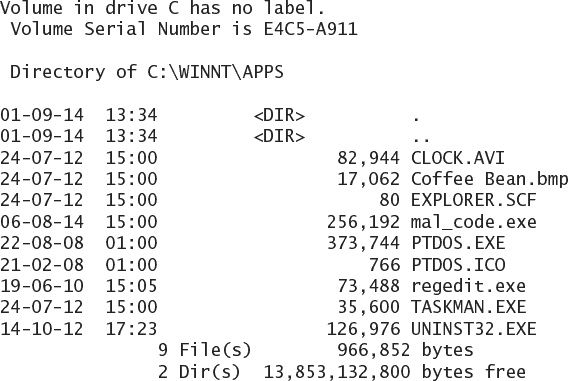 Volume in drive C has no label.
Volume Serial Number is E4C5-A911
Directory of C:\WINNT\APPS
01-09-14 13:34 <DIR> .
01-09-14 13:34 <DIR> ..
24-07-12 15:00 82,944 CLOCK.AVI
24-07-12 15:00 17,062 Coffee Bean.bmp
24-07-12 15:00 80 EXPLORER.SCF
06-08-14 15:00 256,192 mal_code.exe
22-08-08 01:00 373,744 PTDOS.EXE
21-02-08 01:00 766 PTDOS.ICO
19-06-10 15:05 73,488 regedit.exe
24-07-12 15:00 35,600 TASKMAN.EXE
14-10-12 17:23 126,976 UNINST32.EXE
9 File(s) 966,852 bytes
2 Dir(s) 13,853,132,800 bytes free